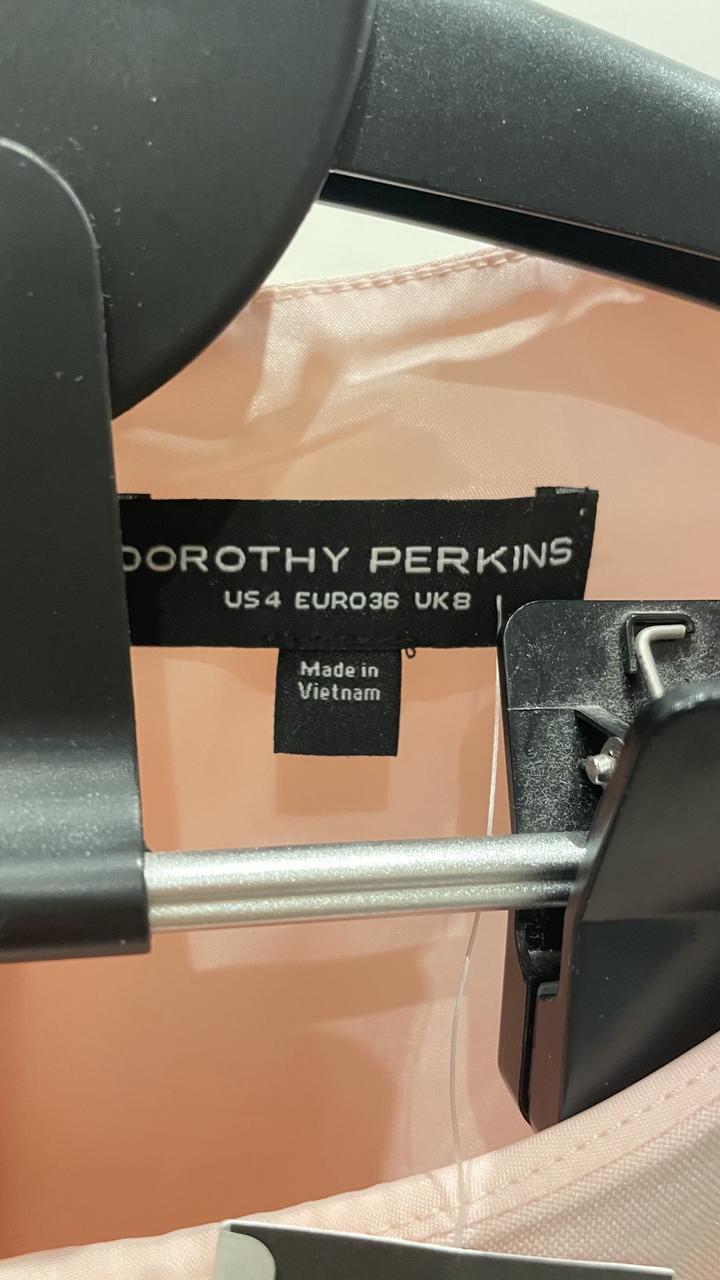 DOROTHY PERKINS
US4 EURO36 UK8
Made in
Vietnam